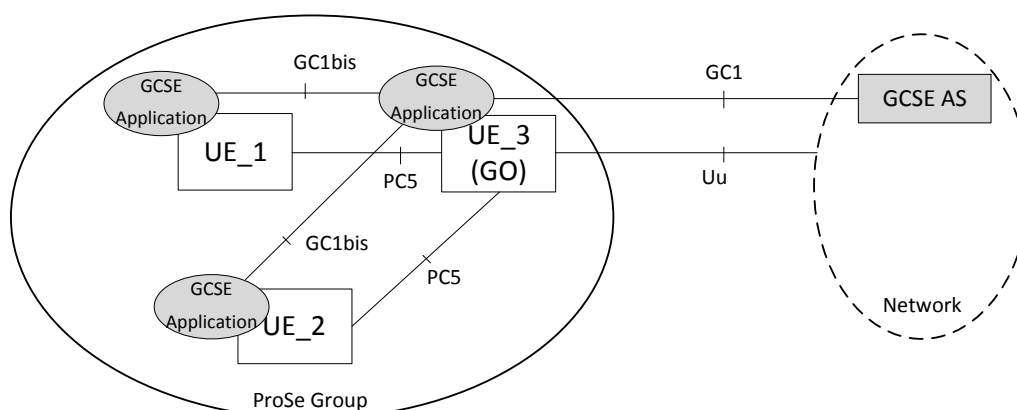 GC1bis
GCSE
Application
GCSE
Application
GC1
GCSE AS
UE_1
PC5
UE_3
(GO)
Uu
GC1bis
PC5
GCSE
Application
UE_2
Network
ProSe Group